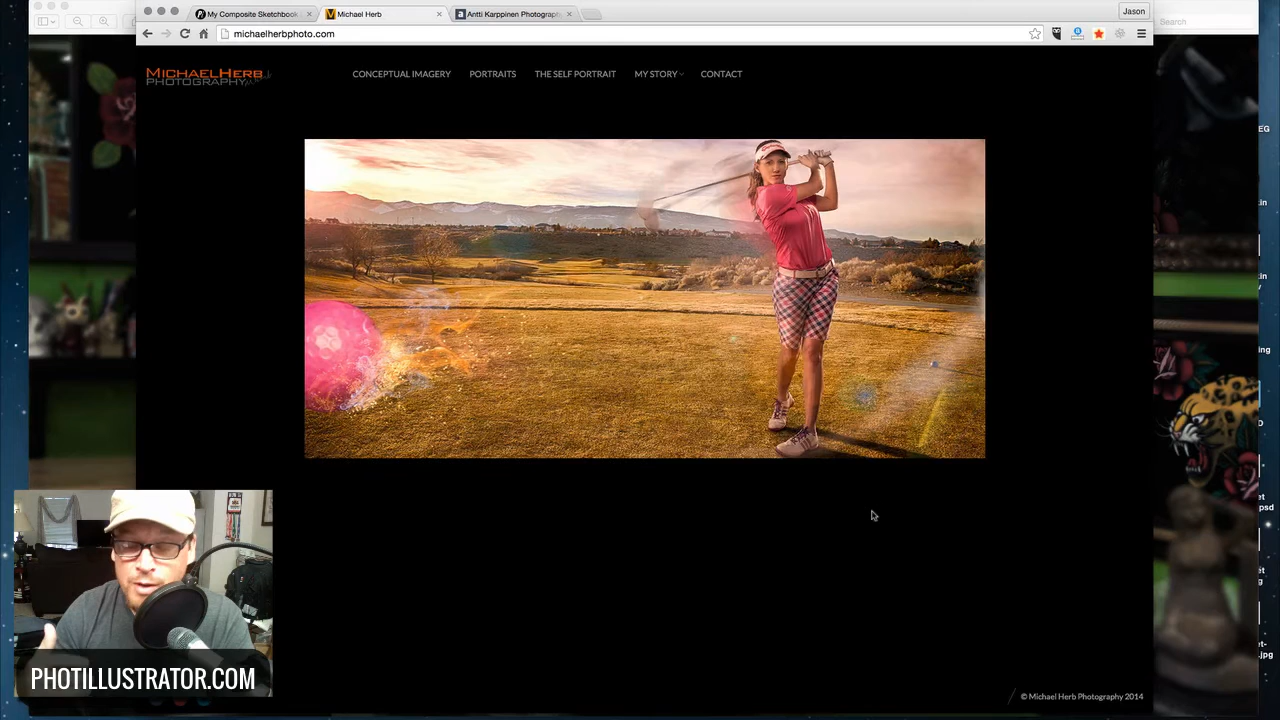 My Composite Sketchbook
Michael Herb
Antti Karppinen Photograph
Jason
Search
michaelherbphoto.com
MICHAELHERB
PHOTOGRAPHY
CONCEPTUAL IMAGERY
PORTRAITS
THE SELF PORTRAIT
MY STORY
CONTACT
PHOTILLUSTRATOR.COM
© Michael Herb Photography 2014